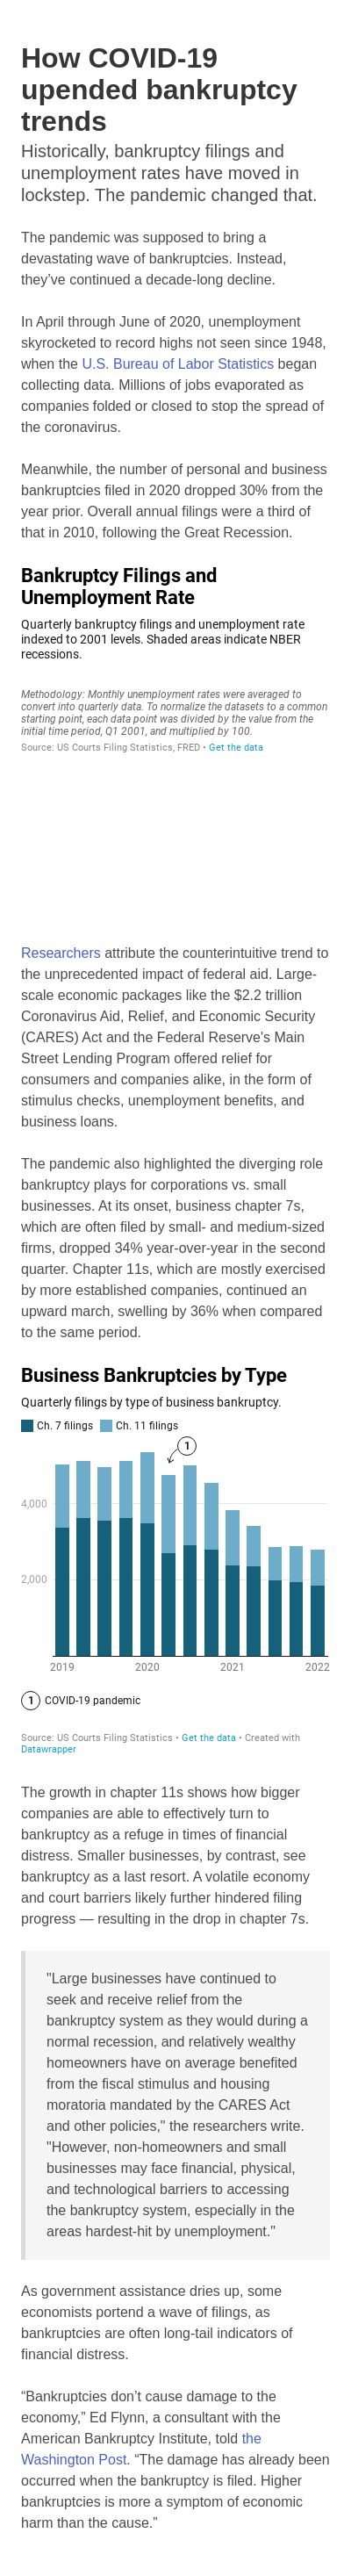 How COVID-19
upended bankruptcy
trends
Historically, bankruptcy filings and
unemployment rates have moved in
lockstep. The pandemic changed that.
The pandemic was supposed to bring a
devastating wave of bankruptcies. Instead,
they’ve continued a decade-long decline.
In April through June of 2020, unemployment
skyrocketed to record highs not seen since 1948,
when the U.S. Bureau of Labor Statistics began
collecting data. Millions of jobs evaporated as
companies folded or closed to stop the spread of
the coronavirus.
Meanwhile, the number of personal and business
bankruptcies filed in 2020 dropped 30% from the
year prior. Overall annual filings were a third of
that in 2010, following the Great Recession.
Bankruptcy Filings and
Unemployment Rate
Quarterly bankruptcy filings and unemployment rate
indexed to 2001 levels. Shaded areas indicate NBER
recessions.
Methodology: Monthly unemployment rates were averaged to
convert into quarterly data. To normalize the datasets to a common
starting point, each data point was divided by the value from the
initial time period, Q1 2001, and multiplied by 100.
Source: US Courts Filing Statistics, FRED • Get the data
Researchers attribute the counterintuitive trend to
the unprecedented impact of federal aid. Large-
scale economic packages like the $2.2 trillion
Coronavirus Aid, Relief, and Economic Security
(CARES) Act and the Federal Reserve's Main
Street Lending Program offered relief for
consumers and companies alike, in the form of
stimulus checks, unemployment benefits, and
business loans.
The pandemic also highlighted the diverging role
bankruptcy plays for corporations vs. small
businesses. At its onset, business chapter 7s,
which are often filed by small- and medium-sized
firms, dropped 34% year-over-year in the second
quarter. Chapter 11s, which are mostly exercised
by more established companies, continued an
upward march, swelling by 36% when compared
to the same period.
Business Bankruptcies by Type
Quarterly filings by type of business bankruptcy.
Ch. 7 filings Ch. 11 filings
1
4,000
2,000
2019 2020 2021 2022
1 COVID-19 pandemic
Source: US Courts Filing Statistics • Get the data • Created with
Datawrapper
The growth in chapter 11s shows how bigger
companies are able to effectively turn to
bankruptcy as a refuge in times of financial
distress. Smaller businesses, by contrast, see
bankruptcy as a last resort. A volatile economy
and court barriers likely further hindered filing
progress — resulting in the drop in chapter 7s.
"Large businesses have continued to
seek and receive relief from the
bankruptcy system as they would during a
normal recession, and relatively wealthy
homeowners have on average benefited
from the fiscal stimulus and housing
moratoria mandated by the CARES Act
and other policies," the researchers write.
"However, non-homeowners and small
businesses may face financial, physical,
and technological barriers to accessing
the bankruptcy system, especially in the
areas hardest-hit by unemployment."
As government assistance dries up, some
economists portend a wave of filings, as
bankruptcies are often long-tail indicators of
financial distress.
“Bankruptcies don’t cause damage to the
economy,” Ed Flynn, a consultant with the
American Bankruptcy Institute, told the
Washington Post. “The damage has already been
occurred when the bankruptcy is filed. Higher
bankruptcies is more a symptom of economic
harm than the cause.”